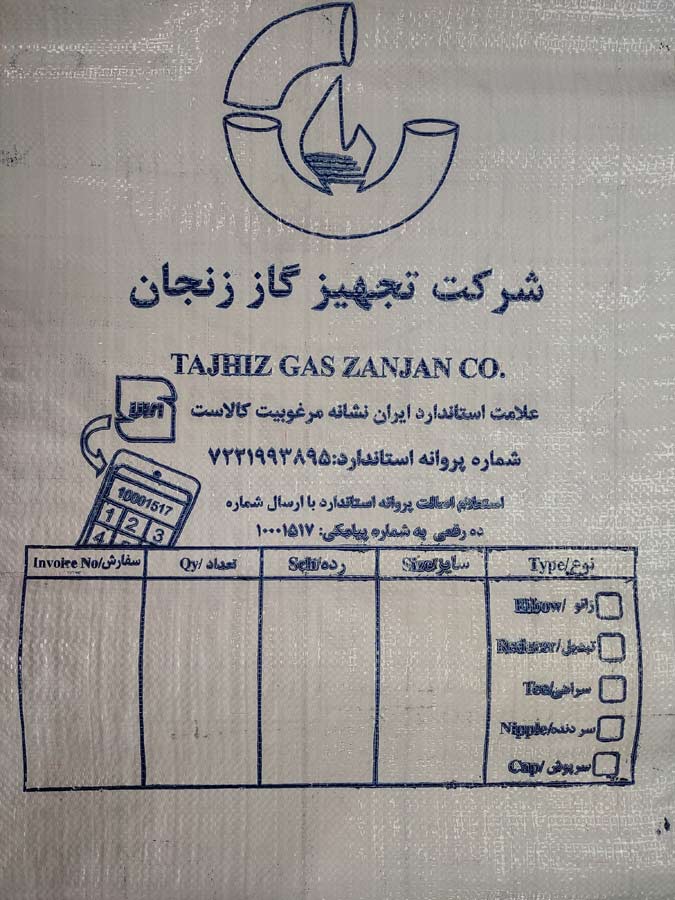 شرکت تجهیز گاز زنجان
TAJHIZ GAS ZANJAN CO.
علامت استاندارد ایران نشانه مرغوبیت کالاست
شماره پروانه استاندارد:۷۲۳۱۹۹۳۸۹۵
استعلام اصالت پروانه استاندارد با ارسال شماره
ده رقمی به شماره پیامکی: ۱۰۰۰۱۵۱۷
10001517
1 2 3
4
نوع/Type سایز/Size رده/Sch تعداد/Qy سفارش/Invoice No
زانو /Elbow
تبدیل/Reducer
سراهی/Tee
سر دنده/Nipple
سرپوش/Cap